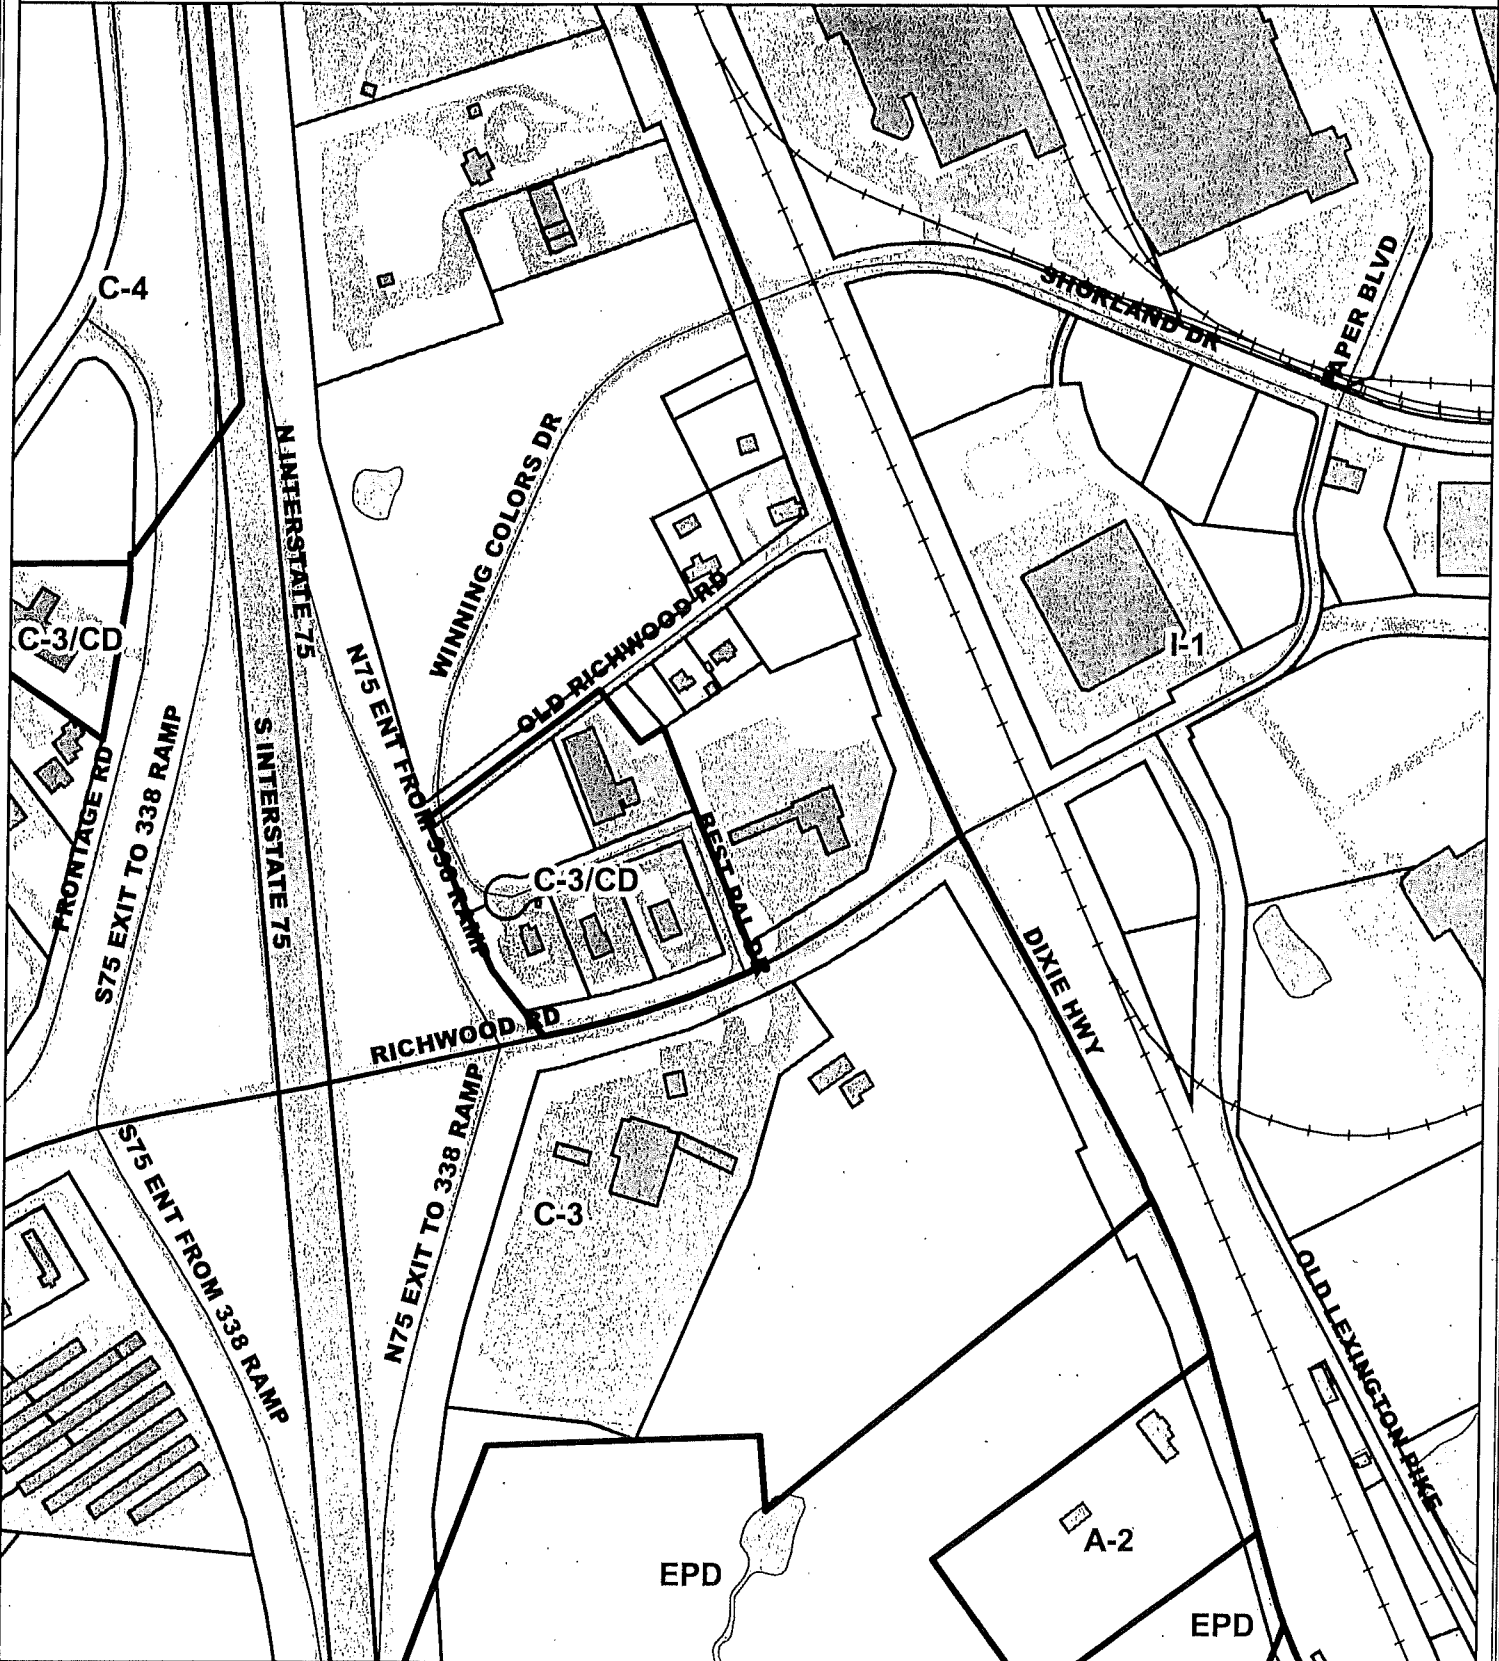 C-4
SHORLAND DR
APER BLVD
N INTERSTATE 75
WINNING COLORS DR
C-3/CD
OLD RICHWOOD RD
I-1
N75 ENT FROM 338 RAMP
S INTERSTATE 75
FRONTAGE RD
S75 EXIT TO 338 RAMP
C-3/CD
BEST PAL DR
DIXIE HWY
RICHWOOD RD
S75 ENT FROM 338 RAMP
N75 EXIT TO 338 RAMP
C-3
OLD LEXINGTON PIKE
A-2
EPD
EPD